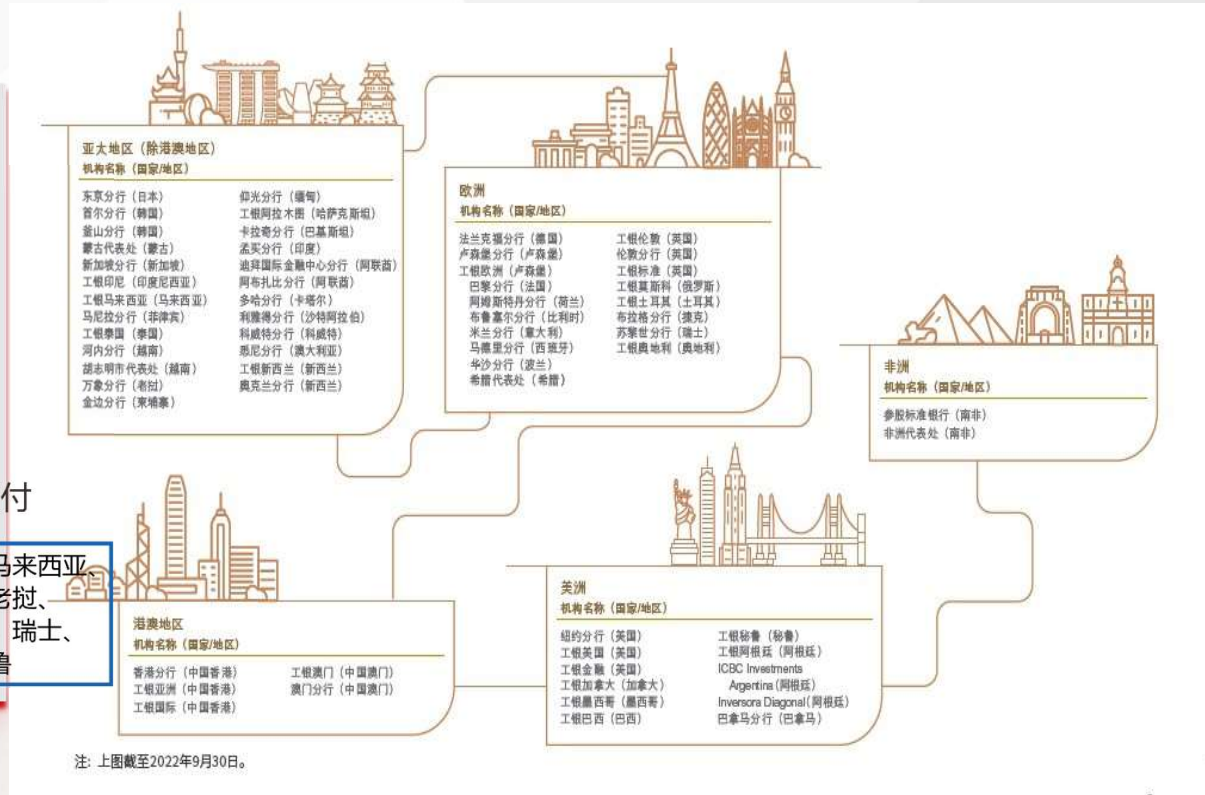 亚太地区（除港澳地区）
机构名称（国家/地区）
东京分行（日本）
首尔分行（韩国）
釜山分行（韩国）
蒙古代表处（蒙古）
新加坡分行（新加坡）
工银印尼（印度尼西亚）
工银马来西亚（马来西亚）
马尼拉分行（菲律宾）
工银泰国（泰国）
河内分行（越南）
胡志明市代表处（越南）
万象分行（老挝）
金边分行（柬埔寨）
仰光分行（缅甸）
工银阿拉木图（哈萨克斯坦）
卡拉奇分行（巴基斯坦）
孟买分行（印度）
迪拜国际金融中心分行（阿联酋）
阿布扎比分行（阿联酋）
多哈分行（卡塔尔）
利雅得分行（沙特阿拉伯）
科威特分行（科威特）
悉尼分行（澳大利亚）
工银新西兰（新西兰）
奥克兰分行（新西兰）
欧洲
机构名称（国家/地区）
法兰克福分行（德国）
卢森堡分行（卢森堡）
工银欧洲（卢森堡）
巴黎分行（法国）
阿姆斯特丹分行（荷兰）
布鲁塞尔分行（比利时）
米兰分行（意大利）
马德里分行（西班牙）
华沙分行（波兰）
希腊代表处（希腊）
工银伦敦（英国）
伦敦分行（英国）
工银标准（英国）
工银莫斯科（俄罗斯）
工银土耳其（土耳其）
布拉格分行（捷克）
苏黎世分行（瑞士）
工银奥地利（奥地利）
非洲
机构名称（国家/地区）
参股标准银行（南非）
非洲代表处（南非）
付
马来西亚、
老挝、
瑞士、
鲁
港澳地区
机构名称（国家/地区）
香港分行（中国香港）
工银亚洲（中国香港）
工银国际（中国香港）
工银澳门（中国澳门）
澳门分行（中国澳门）
美洲
机构名称（国家/地区）
纽约分行（美国）
工银美国（美国）
工银金融（美国）
工银加拿大（加拿大）
工银墨西哥（墨西哥）
工银巴西（巴西）
工银秘鲁（秘鲁）
工银阿根廷（阿根廷）
ICBC Investments
Argentina（阿根廷）
Inversora Diagonal（阿根廷）
巴拿马分行（巴拿马）
注: 上图截至2022年9月30日。